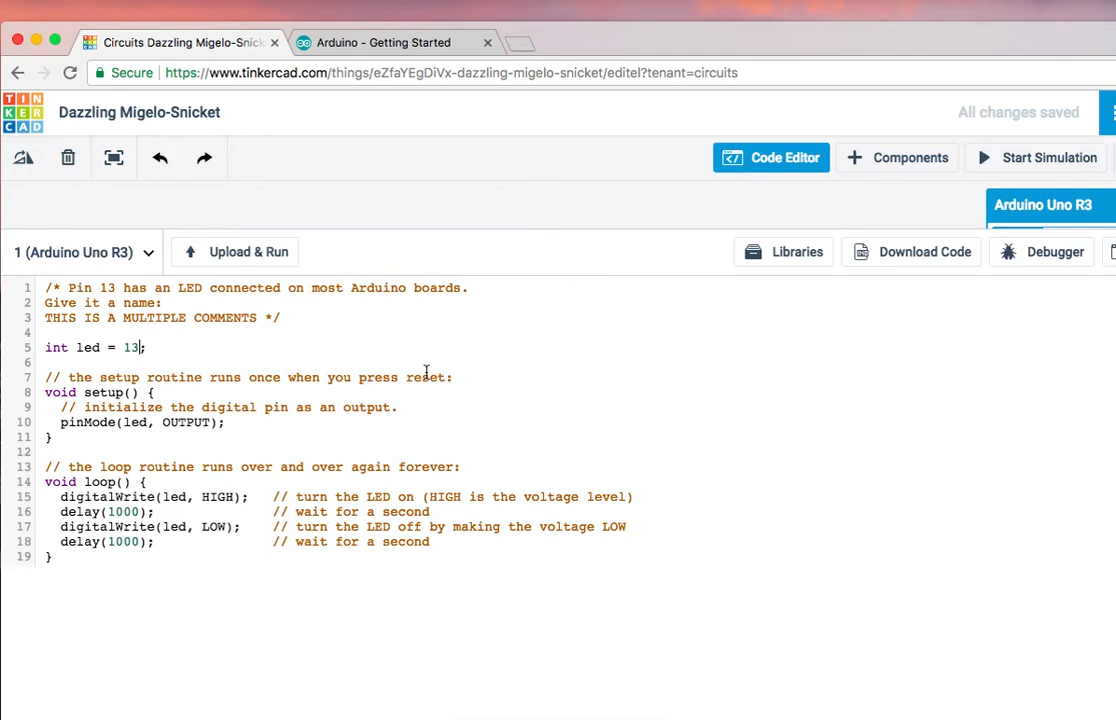 Circuits Dazzling Migelo-Snick
Arduino - Getting Started
Secure https://www.tinkercad.com/things/eZfaYEgDiVx-dazzling-migelo-snicket/editel?tenant=circuits
TIN
KER
CAD
Dazzling Migelo-Snicket
All changes saved
Code Editor
Components
Start Simulation
Arduino Uno R3
1 (Arduino Uno R3)
Upload & Run
Libraries
Download Code
Debugger
1 /* Pin 13 has an LED connected on most Arduino boards.
2 Give it a name:
3 THIS IS A MULTIPLE COMMENTS */
4
5 int led = 13;
6
7 // the setup routine runs once when you press reset:
8 void setup() {
9 // initialize the digital pin as an output.
10 pinMode(led, OUTPUT);
11 }
12
13 // the loop routine runs over and over again forever:
14 void loop() {
15 digitalWrite(led, HIGH); // turn the LED on (HIGH is the voltage level)
16 delay(1000); // wait for a second
17 digitalWrite(led, LOW); // turn the LED off by making the voltage LOW
18 delay(1000); // wait for a second
19 }